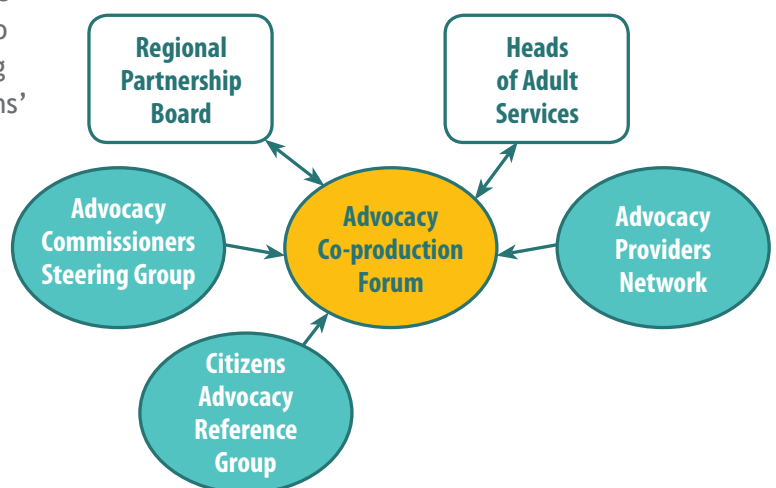 ns'
Regional
Partnership
Board
Heads
of Adult
Services
Advocacy
Commissioners
Steering Group
Advocacy
Co-production
Forum
Advocacy
Providers
Network
Citizens
Advocacy
Reference
Group